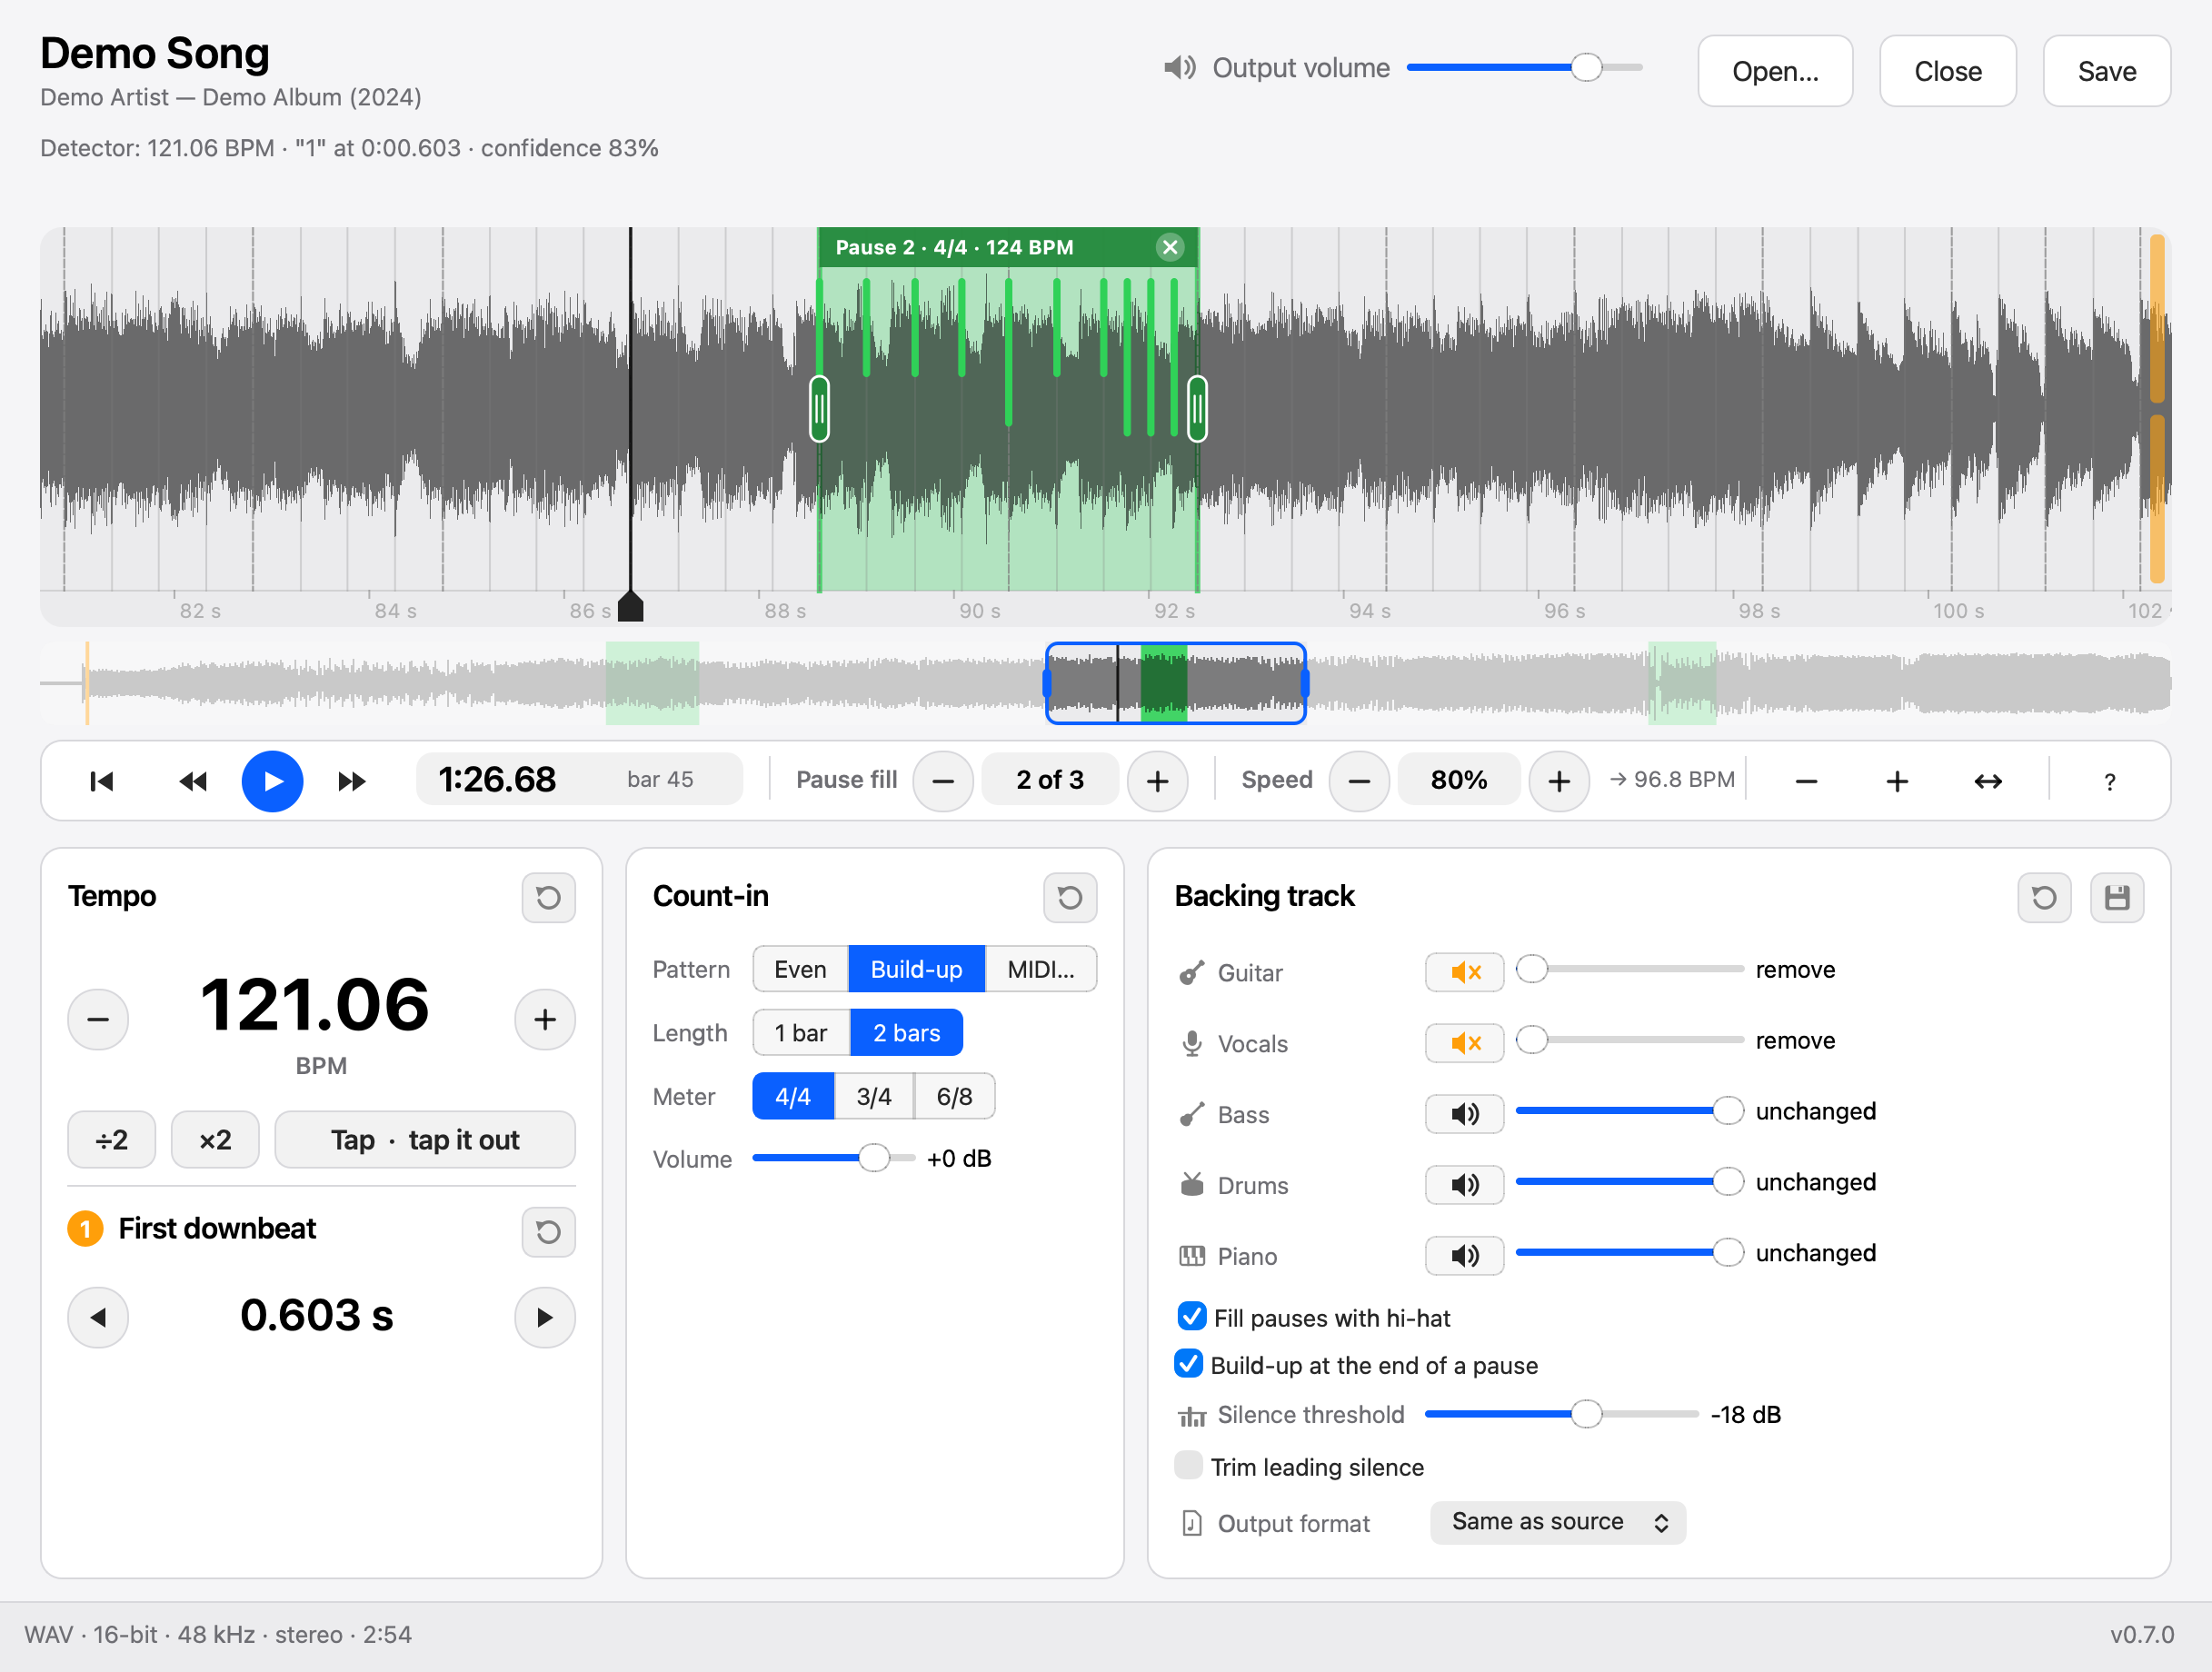 Demo Song
Demo Artist — Demo Album (2024)
Detector: 121.06 BPM · "1" at 0:00.603 · confidence 83%
Output volume
Open...
Close
Save
Pause 2 · 4/4 · 124 BPM
82 s 84 s 86 s 88 s 90 s 92 s 94 s 96 s 98 s 100 s 102
1:26.68 bar 45 Pause fill − 2 of 3 + Speed − 80% + → 96.8 BPM − + ↔ ?
Tempo
− 121.06 +
BPM
÷2 ×2 Tap · tap it out
1 First downbeat
0.603 s
Count-in
Pattern Even Build-up MIDI...
Length 1 bar 2 bars
Meter 4/4 3/4 6/8
Volume +0 dB
Backing track
Guitar remove
Vocals remove
Bass unchanged
Drums unchanged
Piano unchanged
Fill pauses with hi-hat
Build-up at the end of a pause
Silence threshold -18 dB
Trim leading silence
Output format Same as source
WAV · 16-bit · 48 kHz · stereo · 2:54
v0.7.0